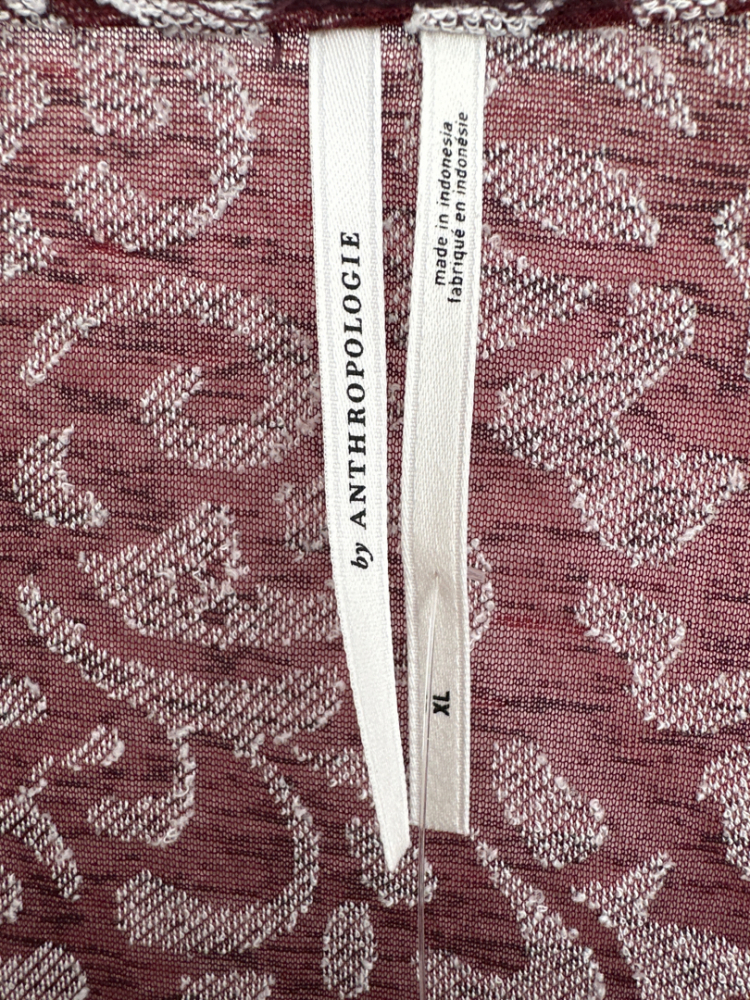 by ANTHROPOLOGIE
made in indonesia
fabriqué en indonésie
XL